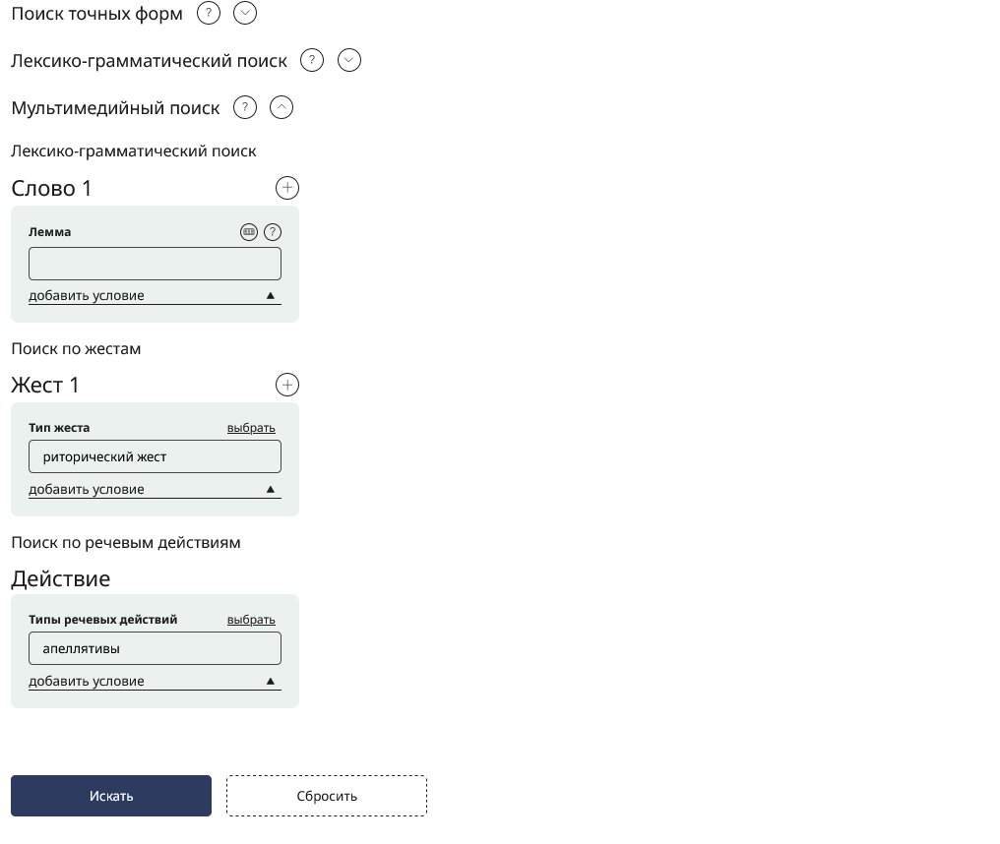 Поиск точных форм ?
Лексико-грамматический поиск ?
Мультимедийный поиск ?
Лексико-грамматический поиск
Слово 1
Лемма ?
добавить условие
Поиск по жестам
Жест 1
Тип жеста выбрать
риторический жест
добавить условие
Поиск по речевым действиям
Действие
Типы речевых действий выбрать
апеллятивы
добавить условие
Искать Сбросить